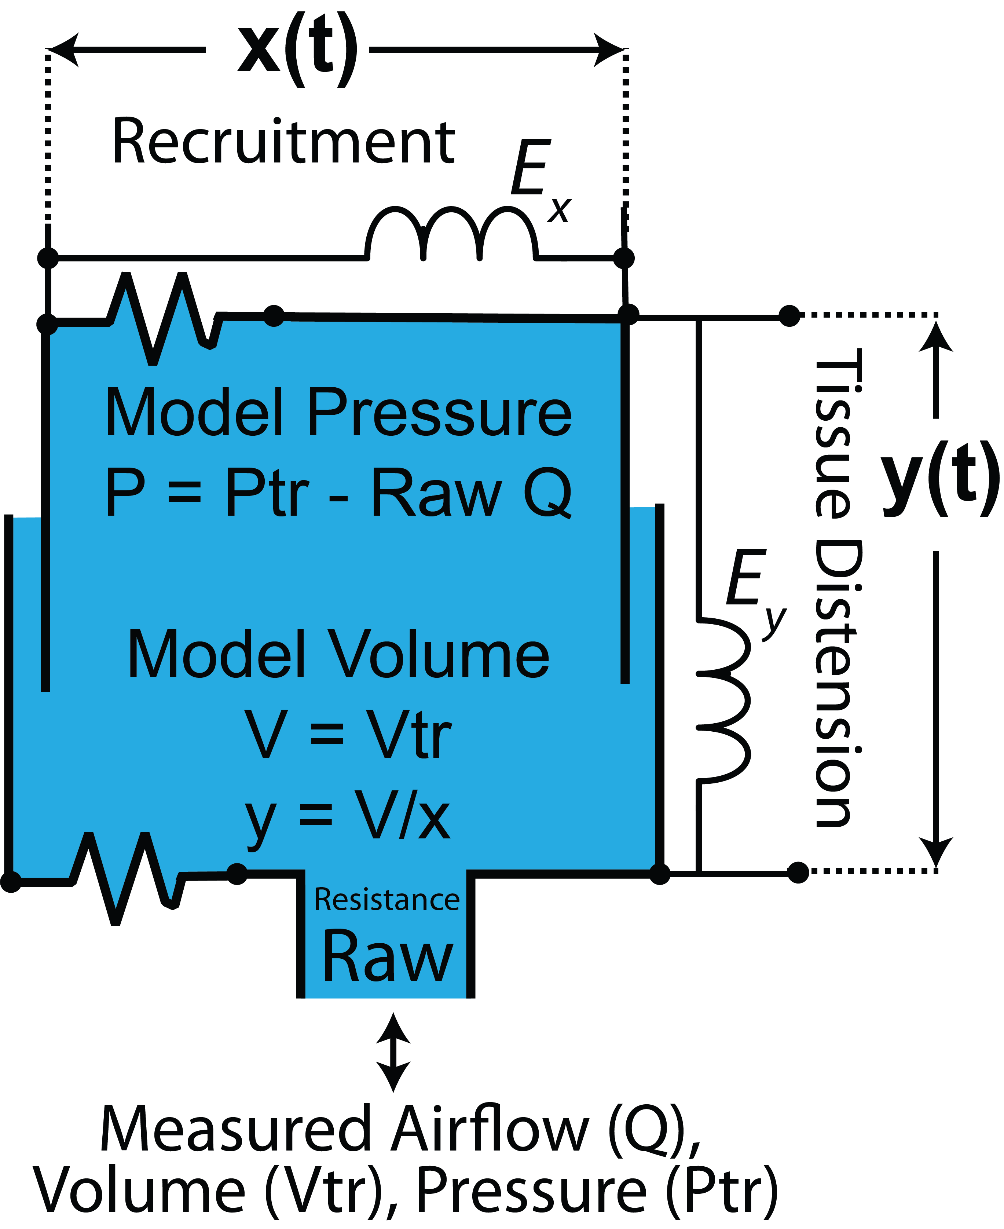 x(t)
Recruitment
Ex
Model Pressure
P = Ptr - Raw Q
Tissue Distension
y(t)
Ey
Model Volume
V = Vtr
y = V/x
Resistance
Raw
Measured Airflow (Q),
Volume (Vtr), Pressure (Ptr)